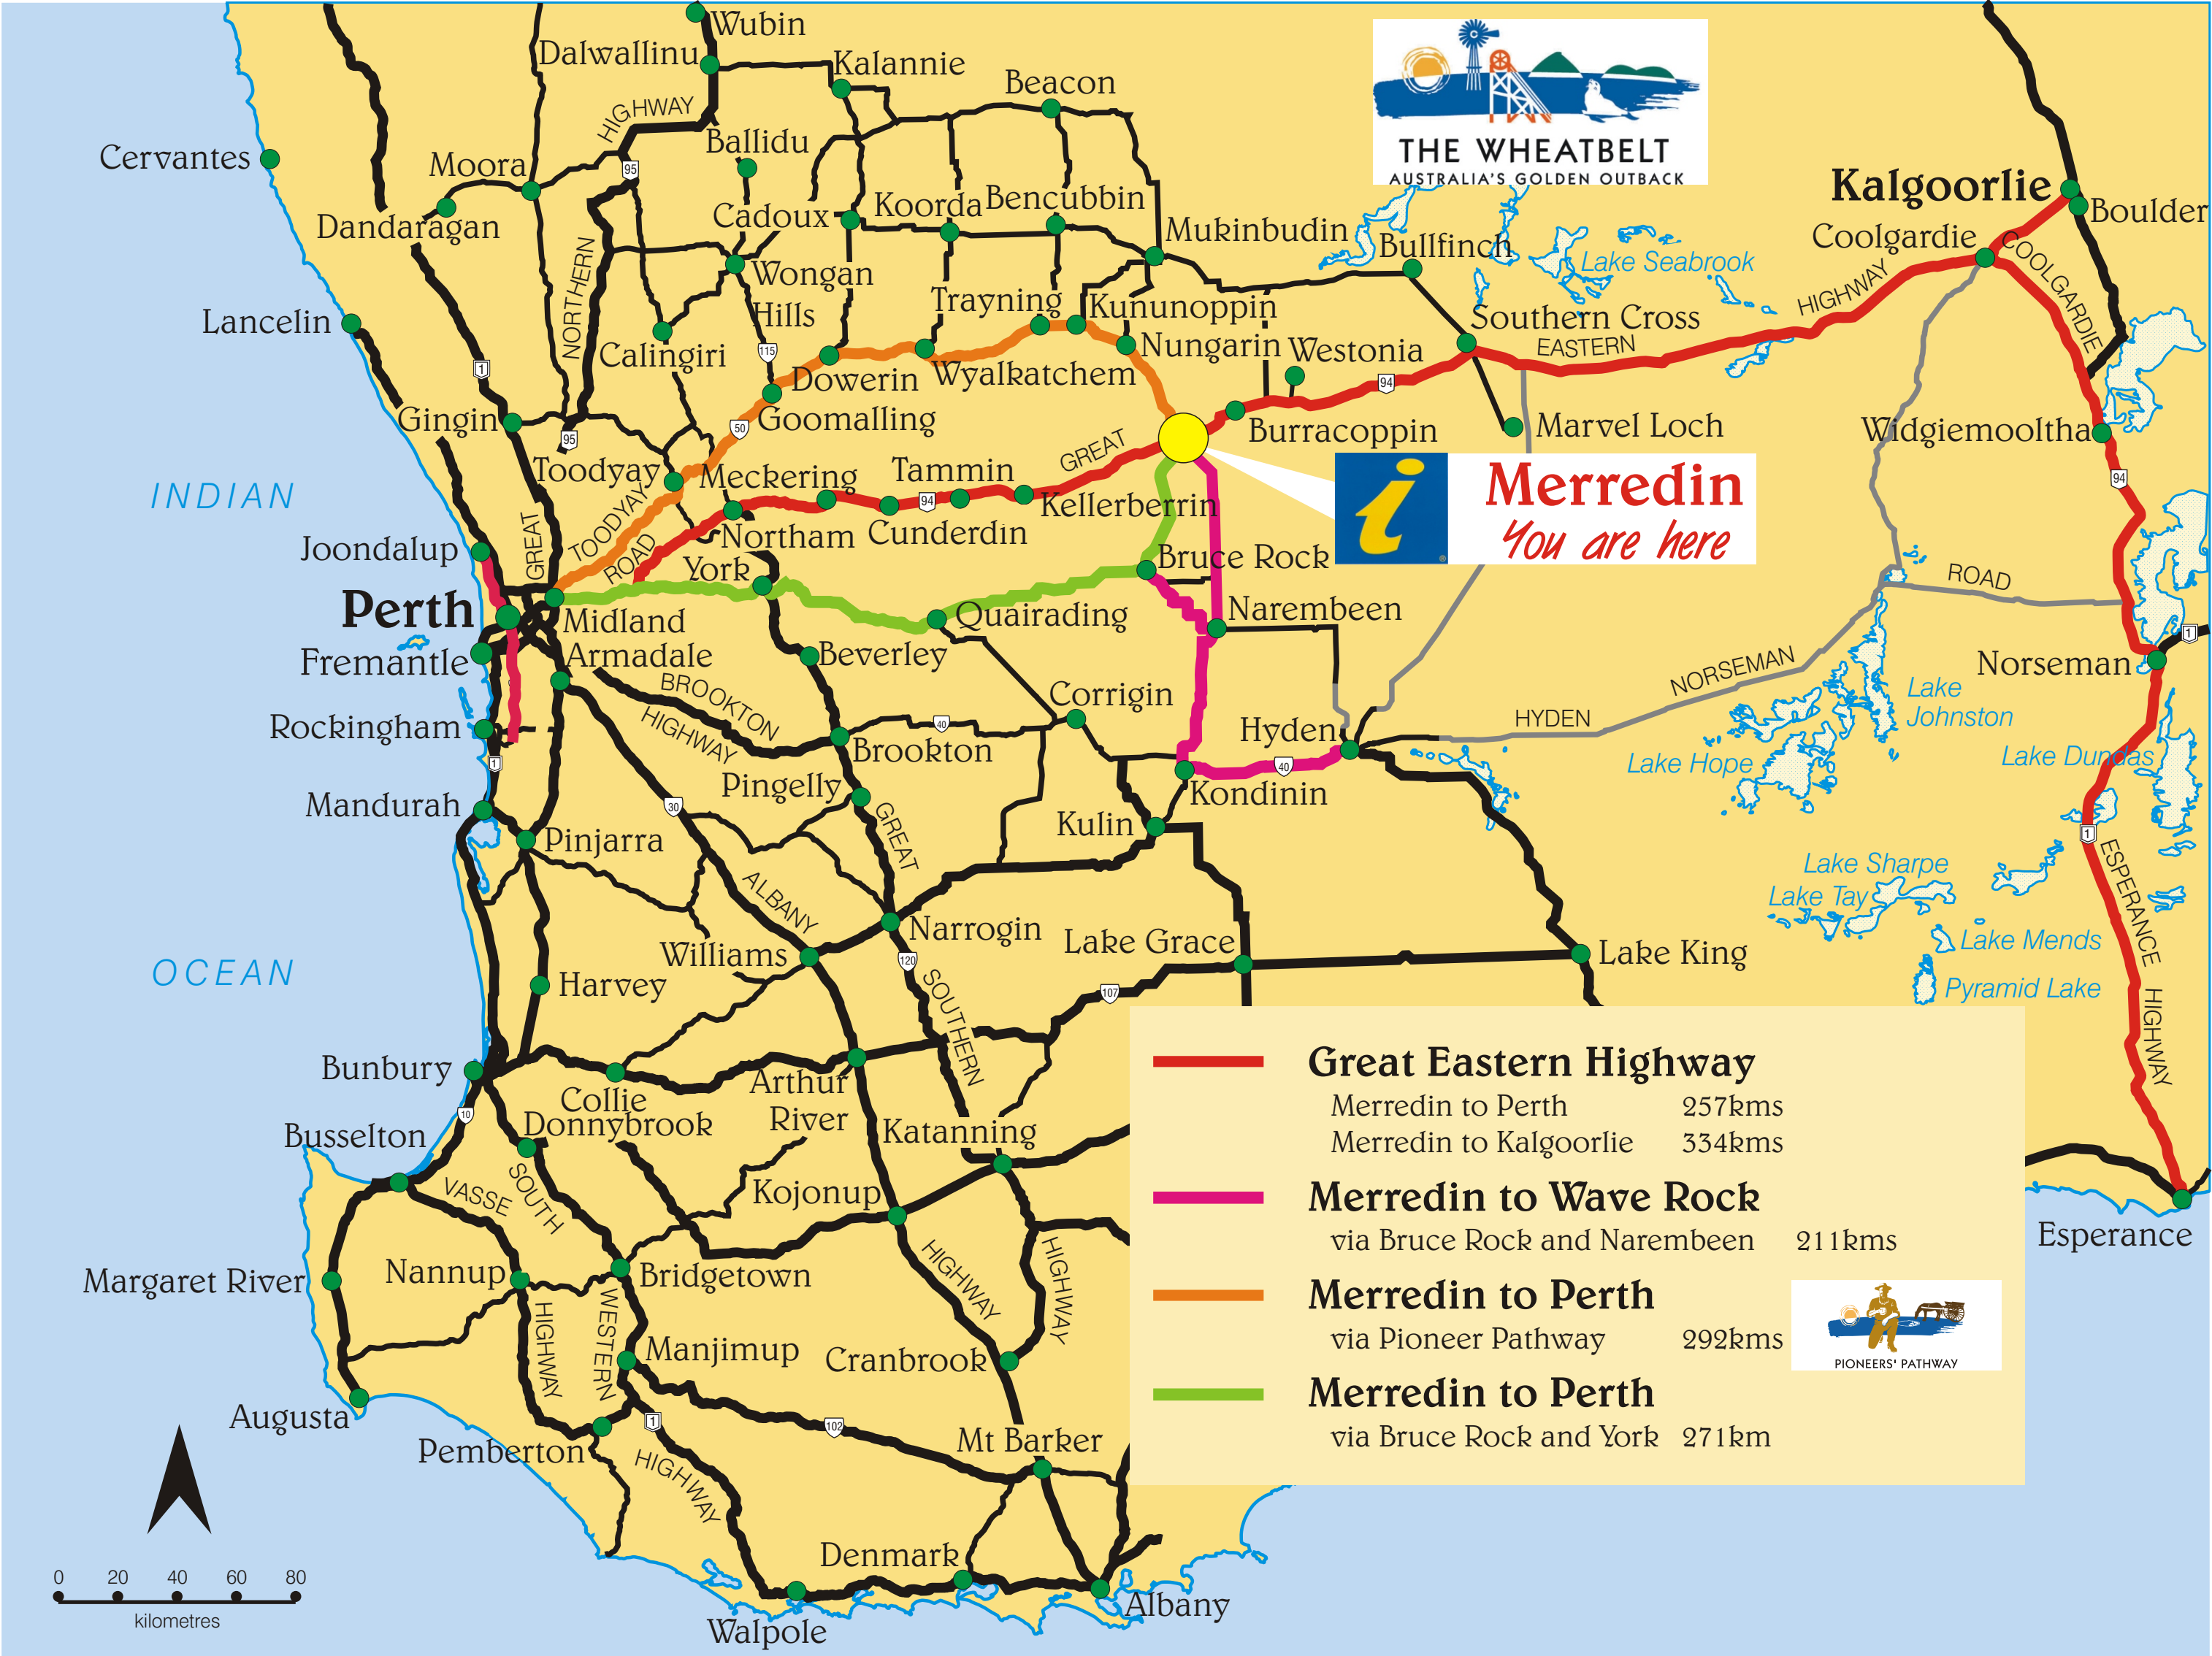 Wubin
Dalwallinu
Kalannie
Beacon
HIGHWAY
Ballidu
95
Cervantes
Moora
Dandaragan
Cadoux
Koorda
Bencubbin
Mukinbudin
Bullfinch
Lake Seabrook
C
THE WHEATBELT
AUSTRALIA'S GOLDEN OUTBACK
Kalgoorlie
Boulder
Coolgardie
COOLGARDIE
HIGHWAY
NORTHERN
Wongan
Hills
Trayning
Kununoppin
Lancelin
Calingiri
115
Nungarin
Westonia
Southern Cross
EASTERN
1
Dowerin
Wyalkatchem
94
Gingin
95
50
Goomalling
Burracoppin
Marvel Loch
Widgiemooltha
GREAT
Toodyay
Meckering
Tammin
94
Kellerberrin
94
INDIAN
i
Merredin
You are here
Joondalup
GREAT
TOODYAY
ROAD
Northam
Cunderdin
York
Bruce Rock
ROAD
Perth
Midland
Quairading
Narembeen
1
Fremantle
Armadale
Beverley
Norseman
BROOKTON
HIGHWAY
NORSEMAN
Lake
Johnston
Rockingham
Corrigin
40
Brookton
Hyden
HYDEN
Lake Hope
Lake Dundas
1
Pingelly
40
Kondinin
Mandurah
30
Kulin
Pinjarra
GREAT
1
ESPERANCE
Lake Sharpe
Lake Tay
ALBANY
Narrogin
Lake Grace
Lake King
Lake Mends
Williams
120
OCEAN
Harvey
SOUTHERN
107
Pyramid Lake
HIGHWAY
Bunbury
Collie
Arthur
River
10
Donnybrook
Busselton
Katanning
VASSE
SOUTH
Kojonup
Esperance
Margaret River
Nannup
Bridgetown
HIGHWAY
HIGHWAY
HIGHWAY
WESTERN
Manjimup
Cranbrook
Augusta
1
102
Pemberton
HIGHWAY
Mt Barker
Denmark
Walpole
Albany
Great Eastern Highway
Merredin to Perth 257kms
Merredin to Kalgoorlie 334kms
Merredin to Wave Rock
via Bruce Rock and Narembeen 211kms
Merredin to Perth
via Pioneer Pathway 292kms
PIONEERS' PATHWAY
Merredin to Perth
via Bruce Rock and York 271km
0 20 40 60 80
kilometres